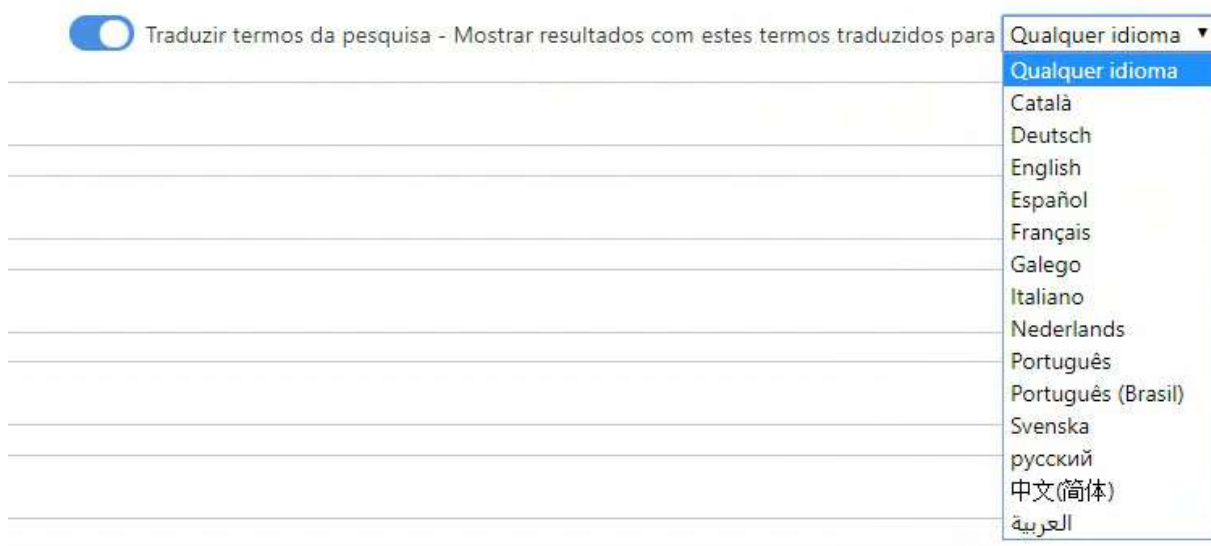 Traduzir termos da pesquisa - Mostrar resultados com estes termos traduzidos para Qualquer idioma ▼
Qualquer idioma
Català
Deutsch
English
Español
Français
Galego
Italiano
Nederlands
Português
Português (Brasil)
Svenska
русский
中文(简体)
العربية